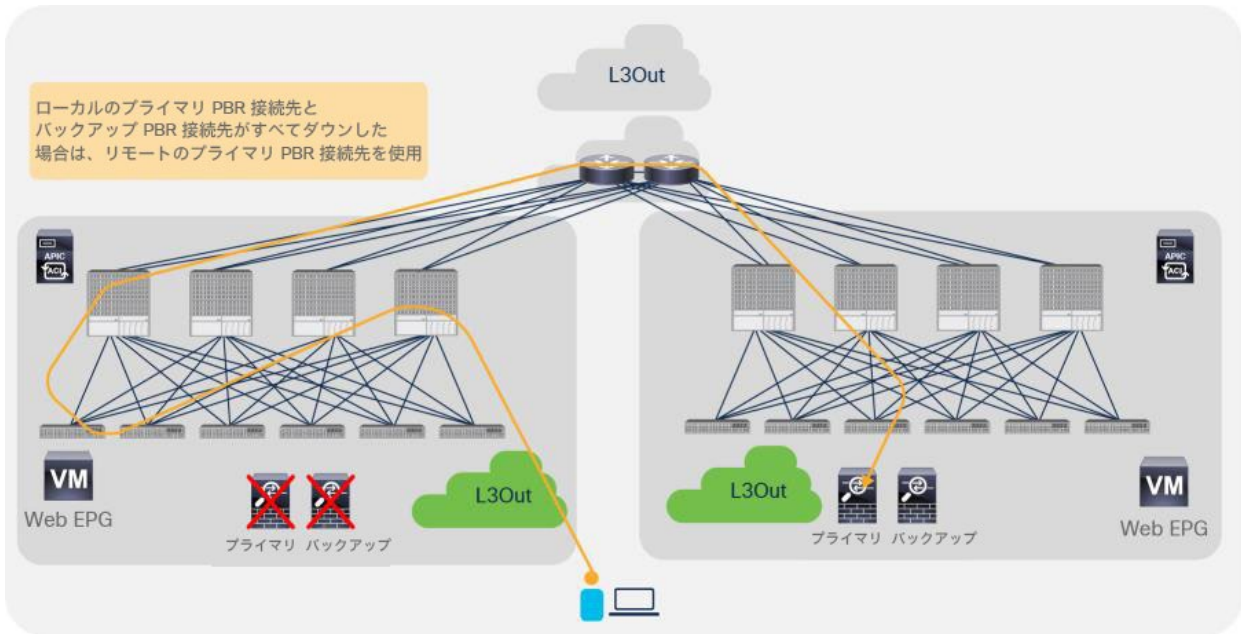 L3Out
ローカルのプライマリ PBR 接続先と
バックアップ PBR 接続先がすべてダウンした
場合は、リモートのプライマリ PBR 接続先を使用
APIC
ACI
APIC
ACI
VM
Web EPG
プライマリ バックアップ
L3Out
L3Out
プライマリ バックアップ
VM
Web EPG